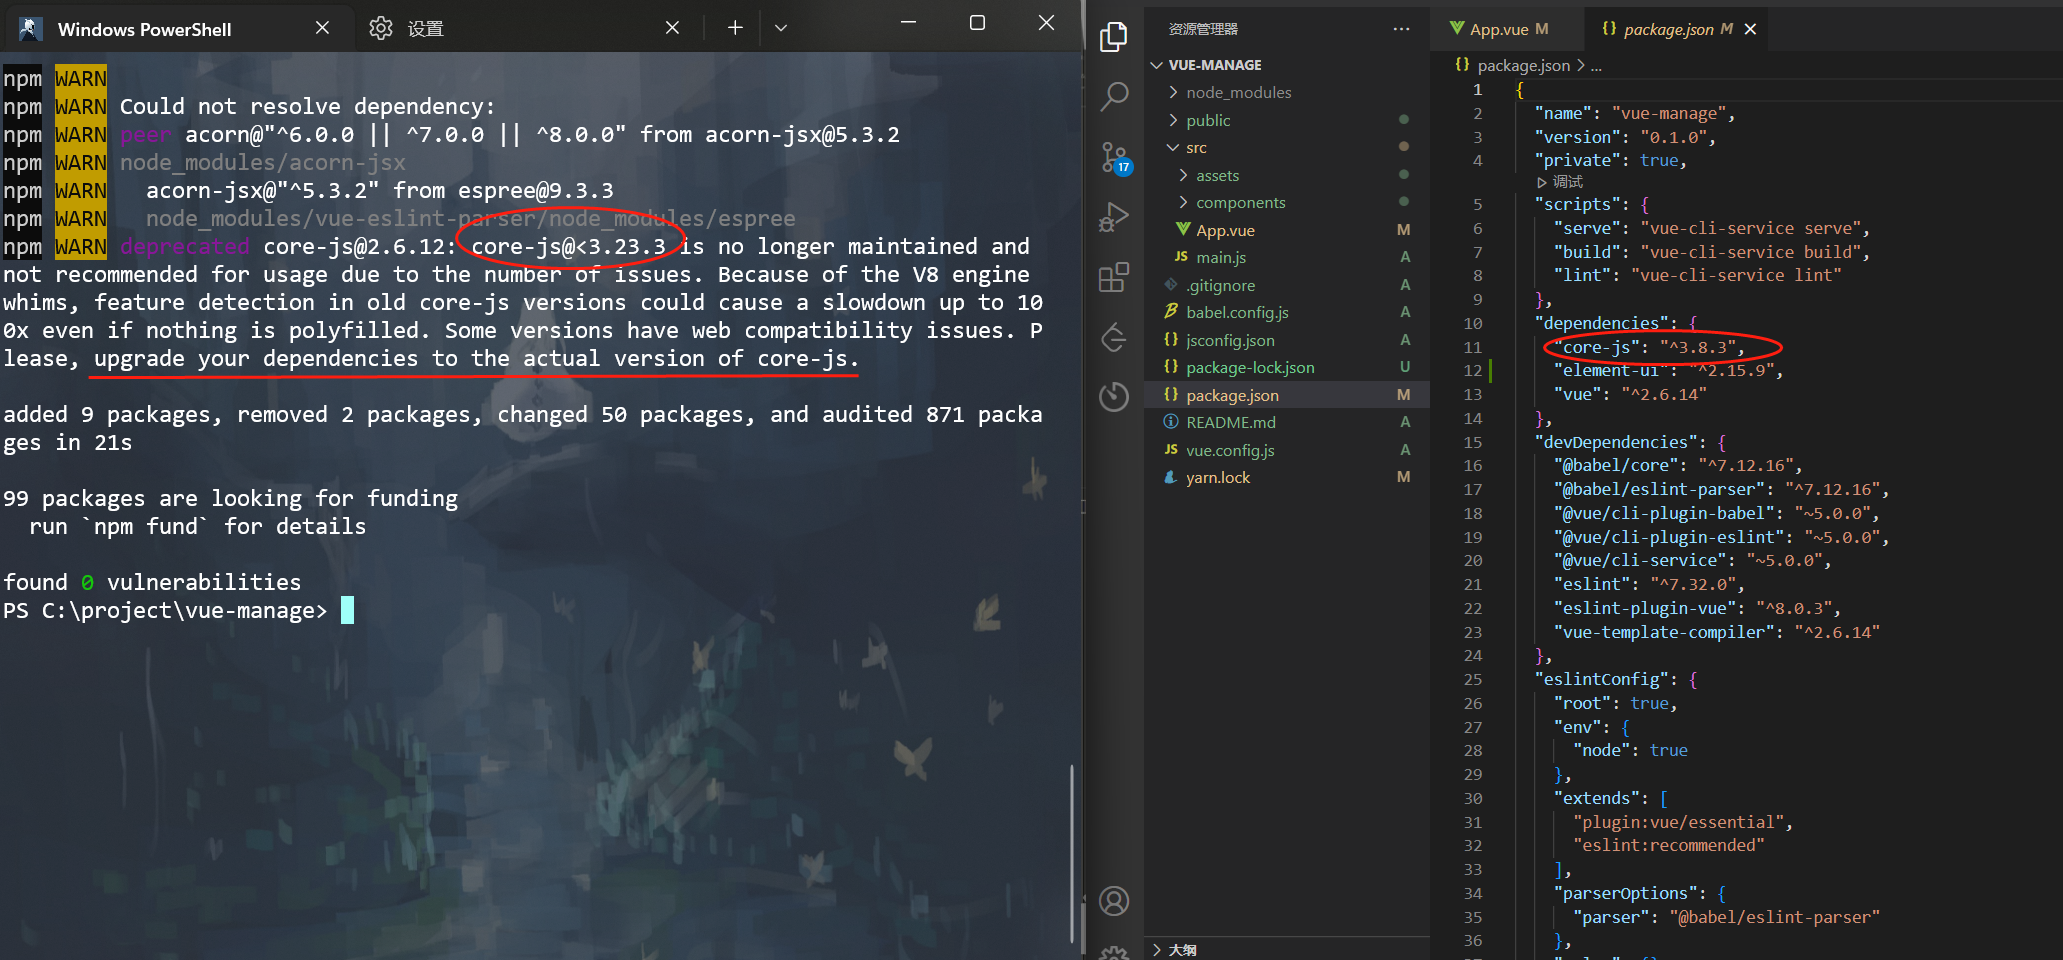 Windows PowerShell
设置
npm WARN
npm WARN Could not resolve dependency:
npm WARN peer acorn@"^6.0.0 || ^7.0.0 || ^8.0.0" from acorn-jsx@5.3.2
npm WARN node_modules/acorn-jsx
npm WARN   acorn-jsx@"^5.3.2" from espree@9.3.3
npm WARN   node_modules/vue-eslint-parser/node_modules/espree
npm WARN deprecated core-js@2.6.12: core-js@<3.23.3 is no longer maintained and
not recommended for usage due to the number of issues. Because of the V8 engine
whims, feature detection in old core-js versions could cause a slowdown up to 10
0x even if nothing is polyfilled. Some versions have web compatibility issues. P
lease, upgrade your dependencies to the actual version of core-js.
added 9 packages, removed 2 packages, changed 50 packages, and audited 871 packa
ges in 21s
99 packages are looking for funding
  run `npm fund` for details
found 0 vulnerabilities
PS C:\project\vue-manage>
17
资源管理器
VUE-MANAGE
node_modules
public
src
assets
components
App.vue M
JS main.js A
.gitignore A
babel.config.js A
{} jsconfig.json A
{} package-lock.json U
{} package.json M
README.md A
JS vue.config.js A
yarn.lock M
大纲
App.vue M
{} package.json M
{} package.json > ...
1 {
2 "name": "vue-manage",
3 "version": "0.1.0",
4 "private": true,
调试
5 "scripts": {
6 "serve": "vue-cli-service serve",
7 "build": "vue-cli-service build",
8 "lint": "vue-cli-service lint"
9 },
10 "dependencies": {
11 "core-js": "^3.8.3",
12 "element-ui": "^2.15.9",
13 "vue": "^2.6.14"
14 },
15 "devDependencies": {
16 "@babel/core": "^7.12.16",
17 "@babel/eslint-parser": "^7.12.16",
18 "@vue/cli-plugin-babel": "~5.0.0",
19 "@vue/cli-plugin-eslint": "~5.0.0",
20 "@vue/cli-service": "~5.0.0",
21 "eslint": "^7.32.0",
22 "eslint-plugin-vue": "^8.0.3",
23 "vue-template-compiler": "^2.6.14"
24 },
25 "eslintConfig": {
26 "root": true,
27 "env": {
28 "node": true
29 },
30 "extends": [
31 "plugin:vue/essential",
32 "eslint:recommended"
33 ],
34 "parserOptions": {
35 "parser": "@babel/eslint-parser"
36 },